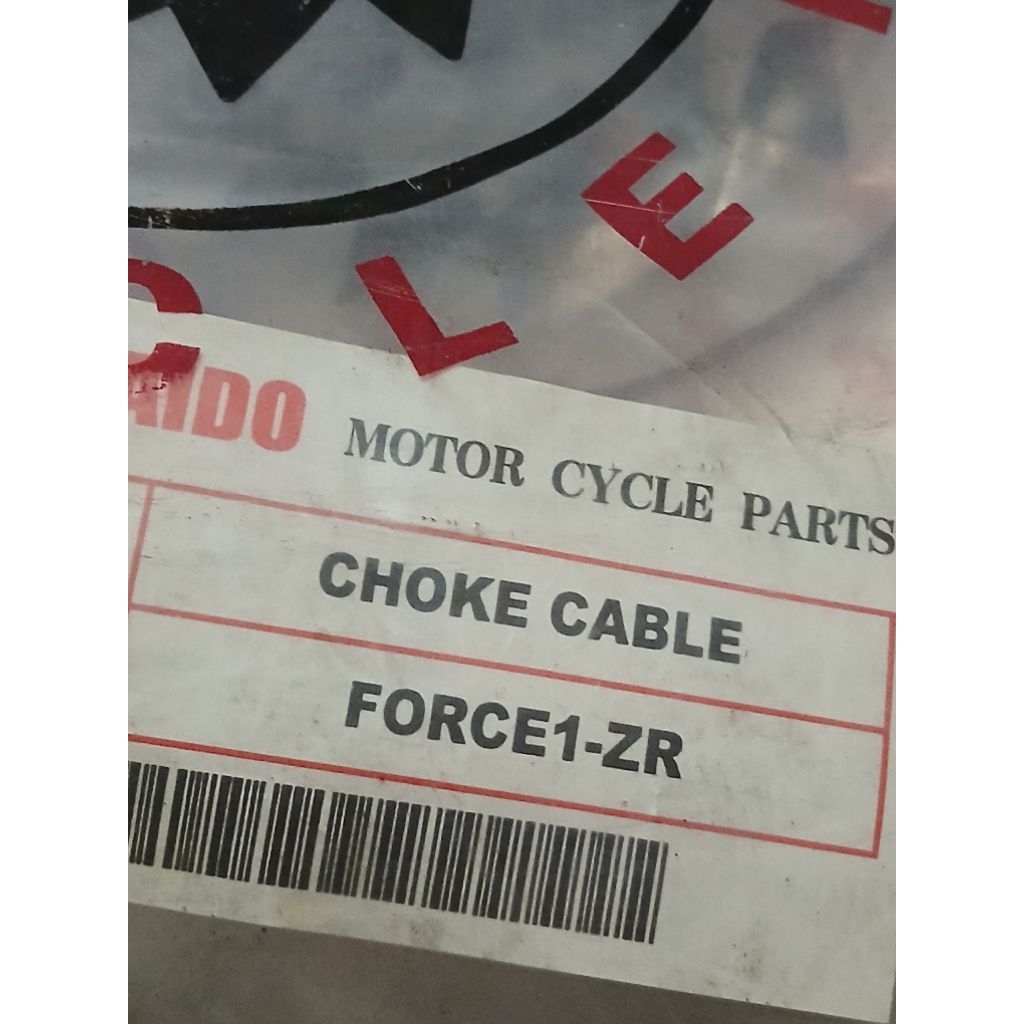 C L E
AIDO MOTOR CYCLE PARTS
CHOKE CABLE
FORCE1-ZR